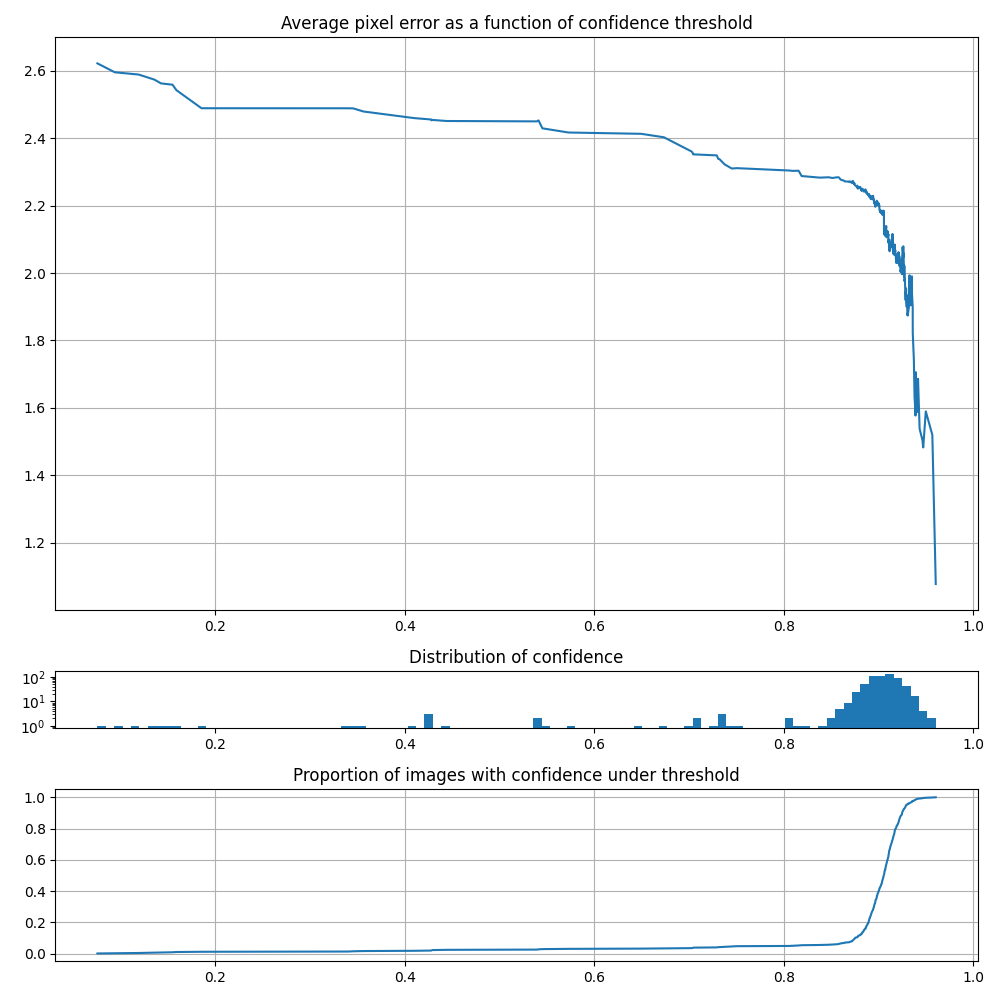 Average pixel error as a function of confidence threshold
2.6
2.4
2.2
2.0
1.8
1.6
1.4
1.2
0.2 0.4 0.6 0.8 1.0
Distribution of confidence
10²
10¹
10⁰
0.2 0.4 0.6 0.8 1.0
Proportion of images with confidence under threshold
1.0
0.8
0.6
0.4
0.2
0.0
0.2 0.4 0.6 0.8 1.0